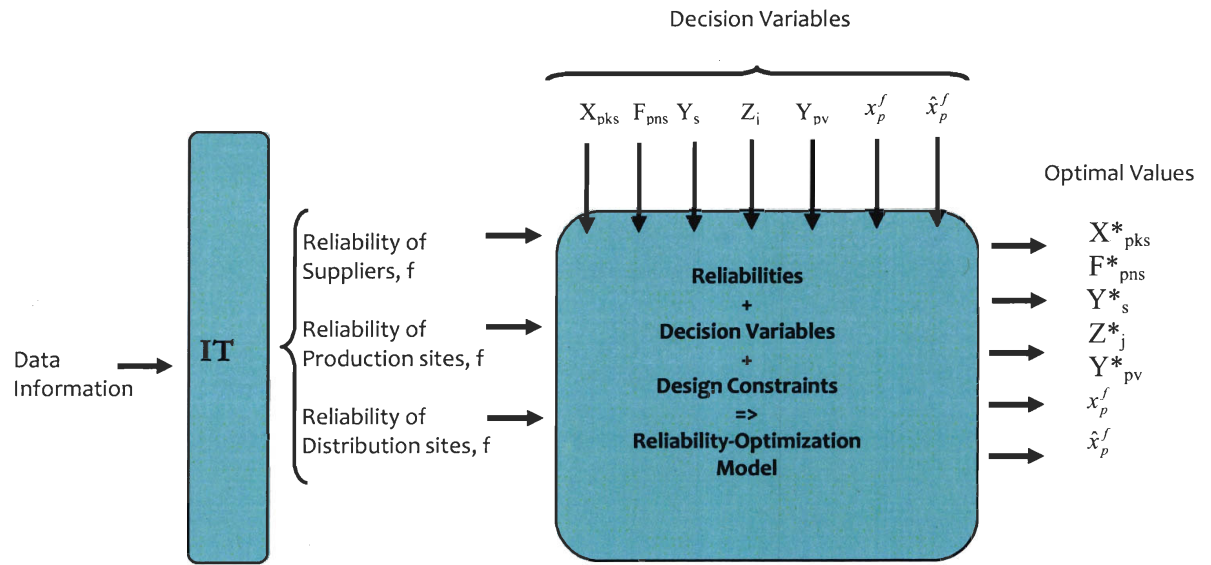 Decision Variables
X_pks F_pns Y_s Z_j Y_pv x_p^f x̂_p^f
Optimal Values
X*_pks
F*_pns
Y*_s
Z*_j
Y*_pv
x_p^f
x̂_p^f
Data
Information
IT
Reliability of
Suppliers, f
Reliability of
Production sites, f
Reliability of
Distribution sites, f
Reliabilities
+
Decision Variables
+
Design Constraints
=>
Reliability-Optimization
Model